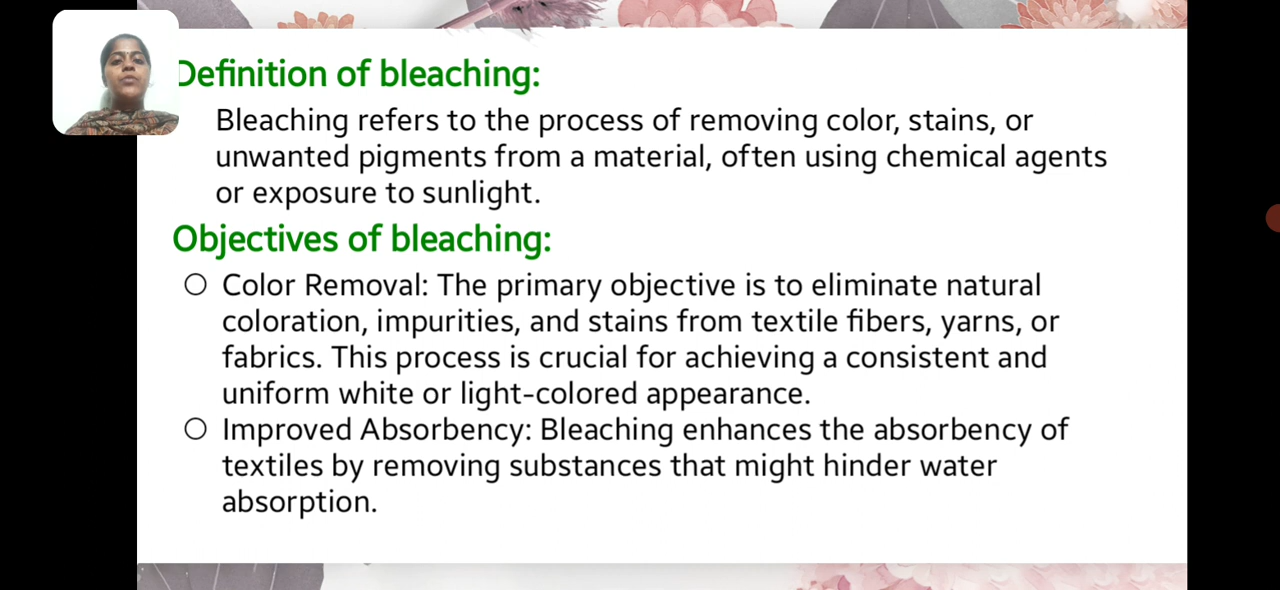 Definition of bleaching:
Bleaching refers to the process of removing color, stains, or
unwanted pigments from a material, often using chemical agents
or exposure to sunlight.
Objectives of bleaching:
○ Color Removal: The primary objective is to eliminate natural
coloration, impurities, and stains from textile fibers, yarns, or
fabrics. This process is crucial for achieving a consistent and
uniform white or light-colored appearance.
○ Improved Absorbency: Bleaching enhances the absorbency of
textiles by removing substances that might hinder water
absorption.